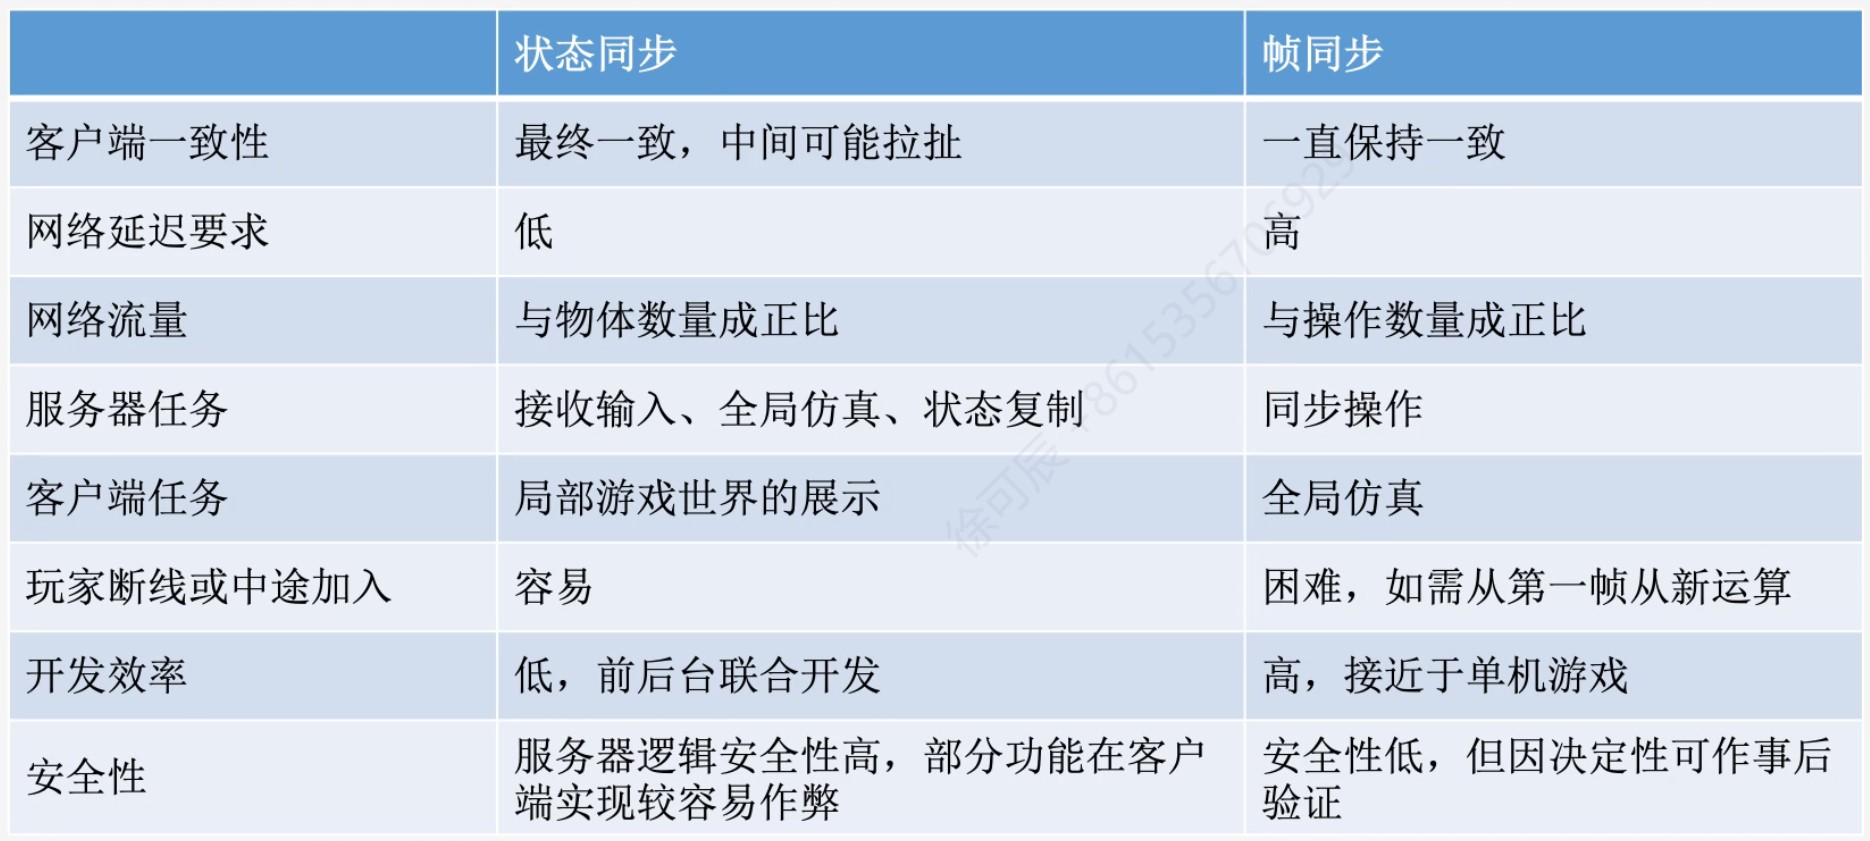 状态同步
帧同步
客户端一致性
最终一致，中间可能拉扯
一直保持一致
网络延迟要求
低
高
网络流量
与物体数量成正比
与操作数量成正比
服务器任务
接收输入、全局仿真、状态复制
同步操作
客户端任务
局部游戏世界的展示
全局仿真
玩家断线或中途加入
容易
困难，如需从第一帧从新运算
开发效率
低，前后台联合开发
高，接近于单机游戏
安全性
服务器逻辑安全性高，部分功能在客户
端实现较容易作弊
安全性低，但因决定性可作事后
验证
徐可辰 +8615356706929